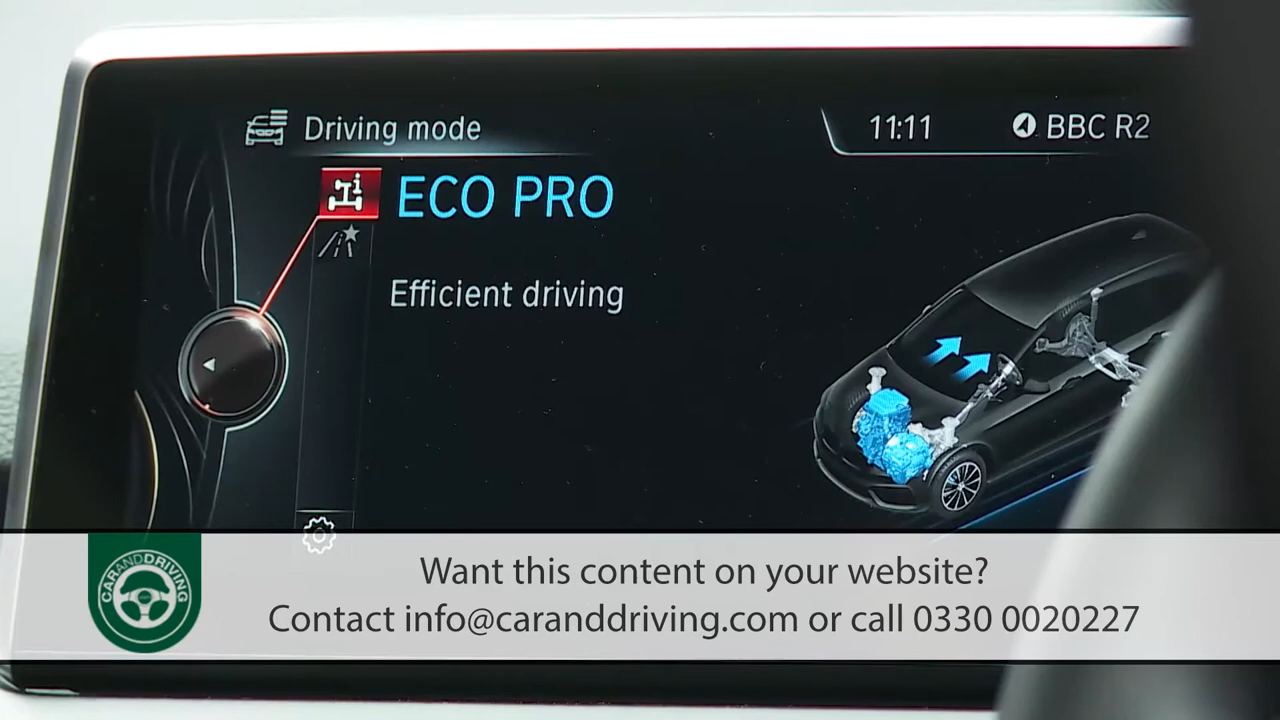 Driving mode
11:11
BBC R2
ECO PRO
Efficient driving
CARANDDRIVING
Want this content on your website?
Contact info@caranddriving.com or call 0330 0020227